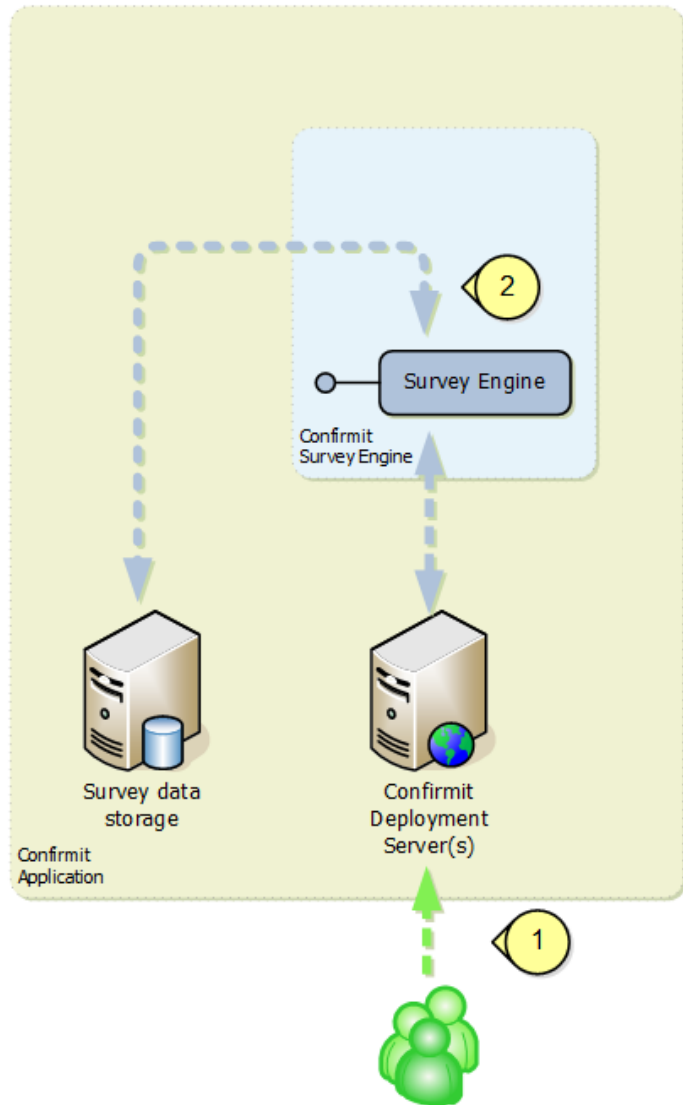 2
Survey Engine
Confirmit
Survey Engine
Survey data
storage
Confirmit
Deployment
Server(s)
Confirmit
Application
1